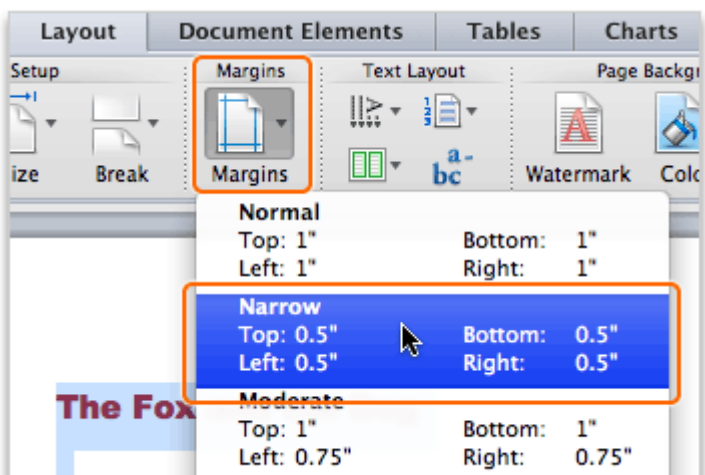 Layout Document Elements Tables Charts
Setup Margins Text Layout Page Backgr
ize Break Margins Watermark Colo
Normal
Top: 1" Bottom: 1"
Left: 1" Right: 1"
Narrow
Top: 0.5" Bottom: 0.5"
Left: 0.5" Right: 0.5"
The Fox
Moderate
Top: 1" Bottom: 1"
Left: 0.75" Right: 0.75"